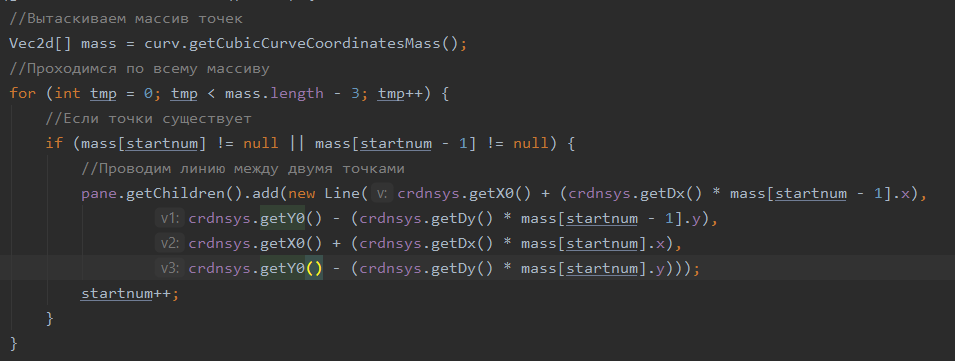 //Вытаскиваем массив точек
Vec2d[] mass = curv.getCubicCurveCoordinatesMass();
//Проходимся по всему массиву
for (int tmp = 0; tmp < mass.length - 3; tmp++) {
//Если точки существует
if (mass[startnum] != null || mass[startnum - 1] != null) {
//Проводим линию между двумя точками
pane.getChildren().add(new Line( v: crdnsys.getX0() + (crdnsys.getDx() * mass[startnum - 1].x),
v1: crdnsys.getY0() - (crdnsys.getDy() * mass[startnum - 1].y),
v2: crdnsys.getX0() + (crdnsys.getDx() * mass[startnum].x),
v3: crdnsys.getY0() - (crdnsys.getDy() * mass[startnum].y)));
startnum++;
}
}